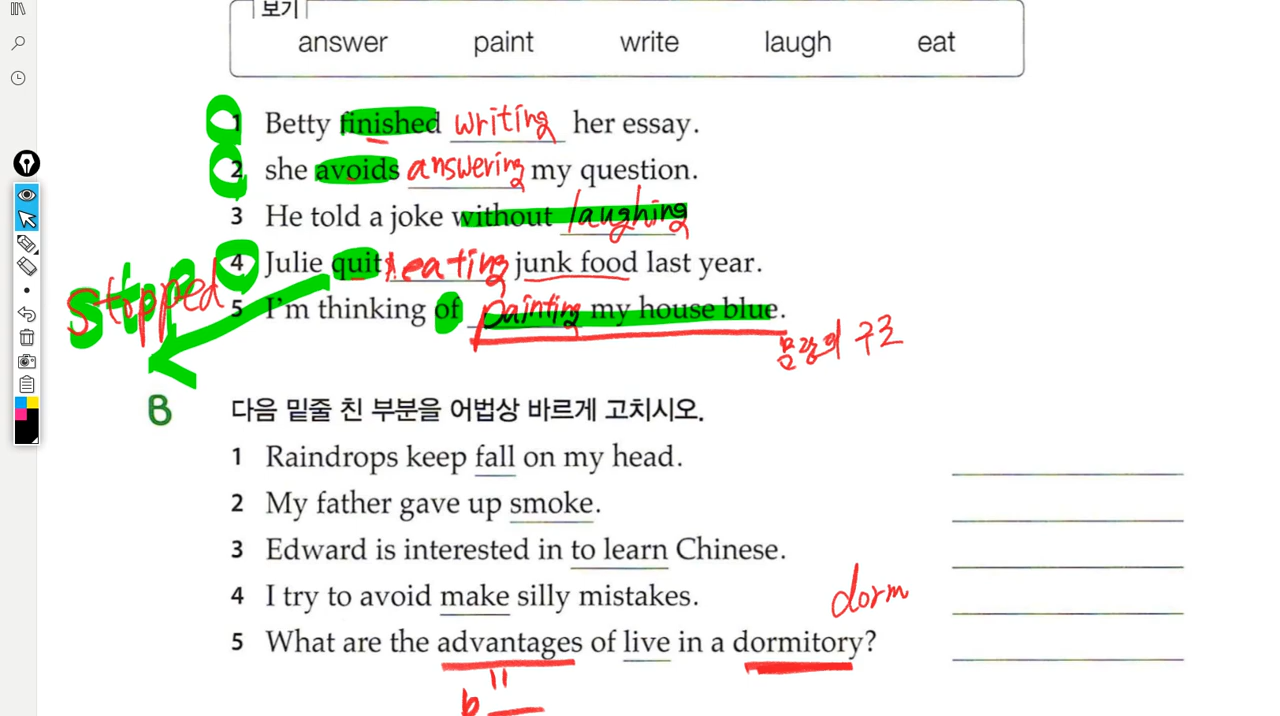 보기
answer paint write laugh eat
1 Betty finished writing her essay.
2 she avoids answering my question.
3 He told a joke without laughing
4 Julie quit eating junk food last year.
stopped
5 I'm thinking of painting my house blue.
문장의 구조
B 다음 밑줄 친 부분을 어법상 바르게 고치시오.
1 Raindrops keep fall on my head.
2 My father gave up smoke.
3 Edward is interested in to learn Chinese.
4 I try to avoid make silly mistakes.
dorm
5 What are the advantages of live in a dormitory?
b